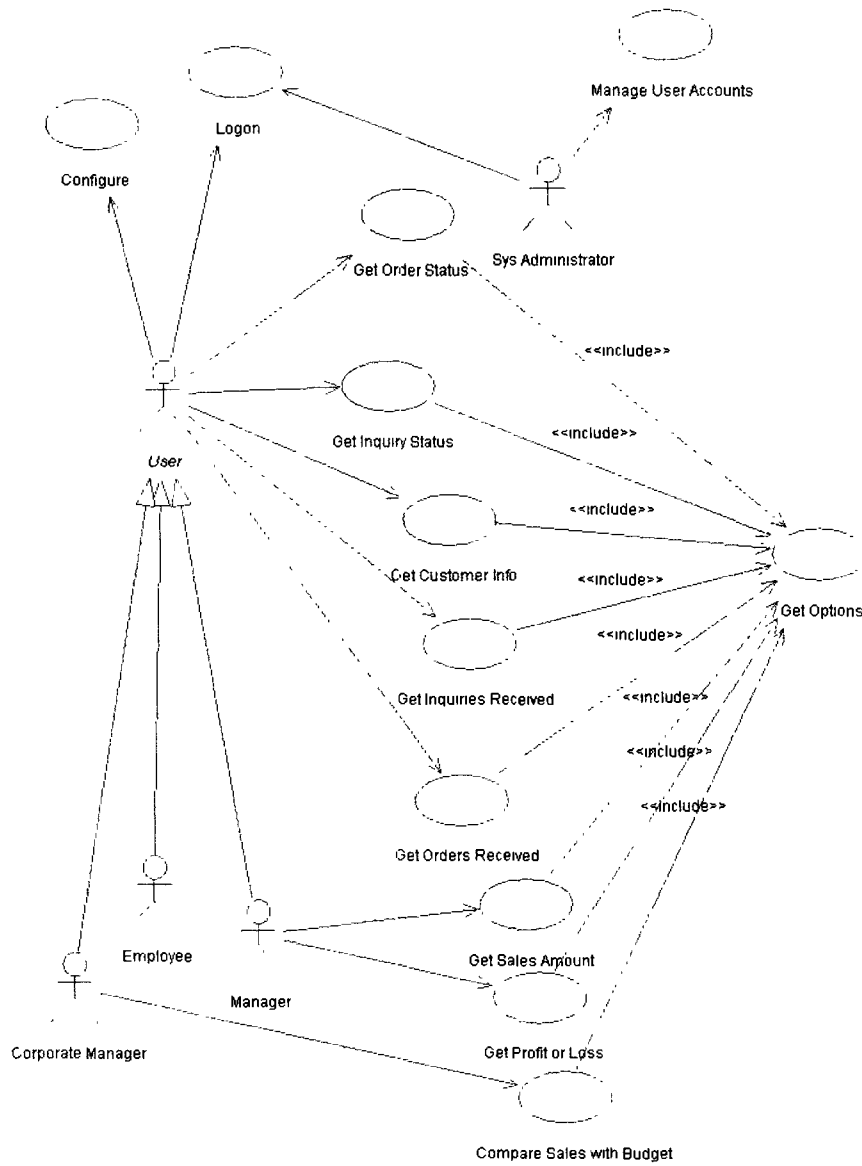 Manage User Accounts
Logon
Configure
Sys Administrator
Get Order Status
<<include>>
<<include>>
Get Inquiry Status
User
<<include>>
Get Customer Info
<<include>>
Get Options
<<include>>
Get Inquiries Received
<<include>>
<<include>>
<<include>>
Get Orders Received
Employee
Get Sales Amount
Manager
Corporate Manager
Get Profit or Loss
Compare Sales with Budget